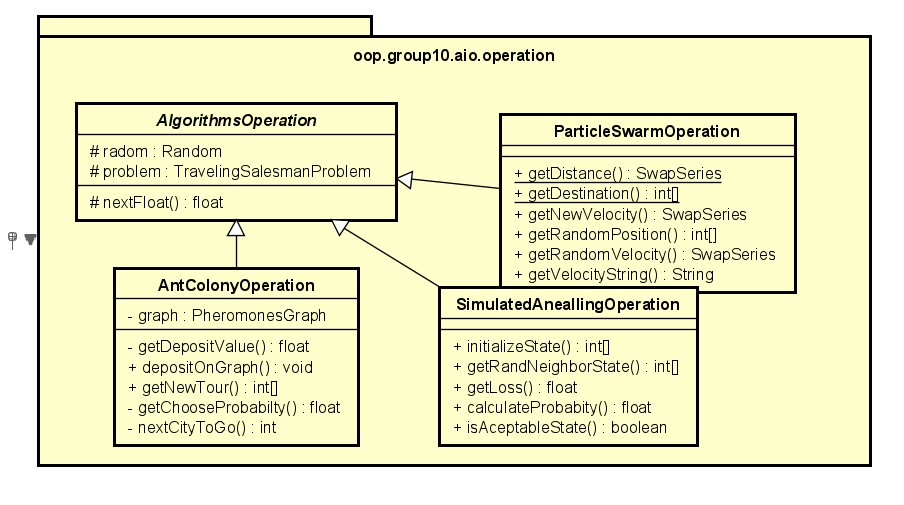 oop.group10.aio.operation
AlgorithmsOperation
# radom : Random
# problem : TravelingSalesmanProblem
# nextFloat() : float
ParticleSwarmOperation
+ getDistance() : SwapSeries
+ getDestination() : int[]
+ getNewVelocity() : SwapSeries
+ getRandomPosition() : int[]
+ getRandomVelocity() : SwapSeries
+ getVelocityString() : String
AntColonyOperation
- graph : PheromonesGraph
- getDepositValue() : float
+ depositOnGraph() : void
+ getNewTour() : int[]
- getChooseProbabilty() : float
- nextCityToGo() : int
SimulatedAneallingOperation
+ initializeState() : int[]
+ getRandNeighborState() : int[]
+ getLoss() : float
+ calculateProbabity() : float
+ isAceptableState() : boolean